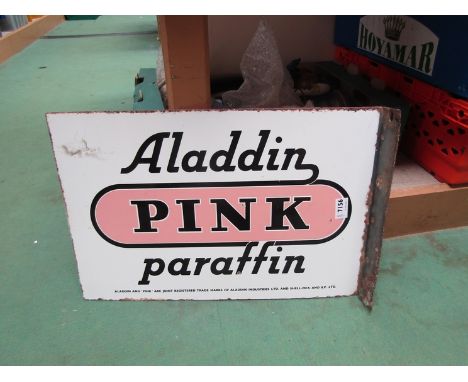 HOYAMAR
Aladdin
PINK
7156
paraffin
ALADDIN AND "PINK" ARE JOINT REGISTERED TRADE MARKS OF ALADDIN INDUSTRIES LTD. AND SHELL-MEX AND B.P. LTD.